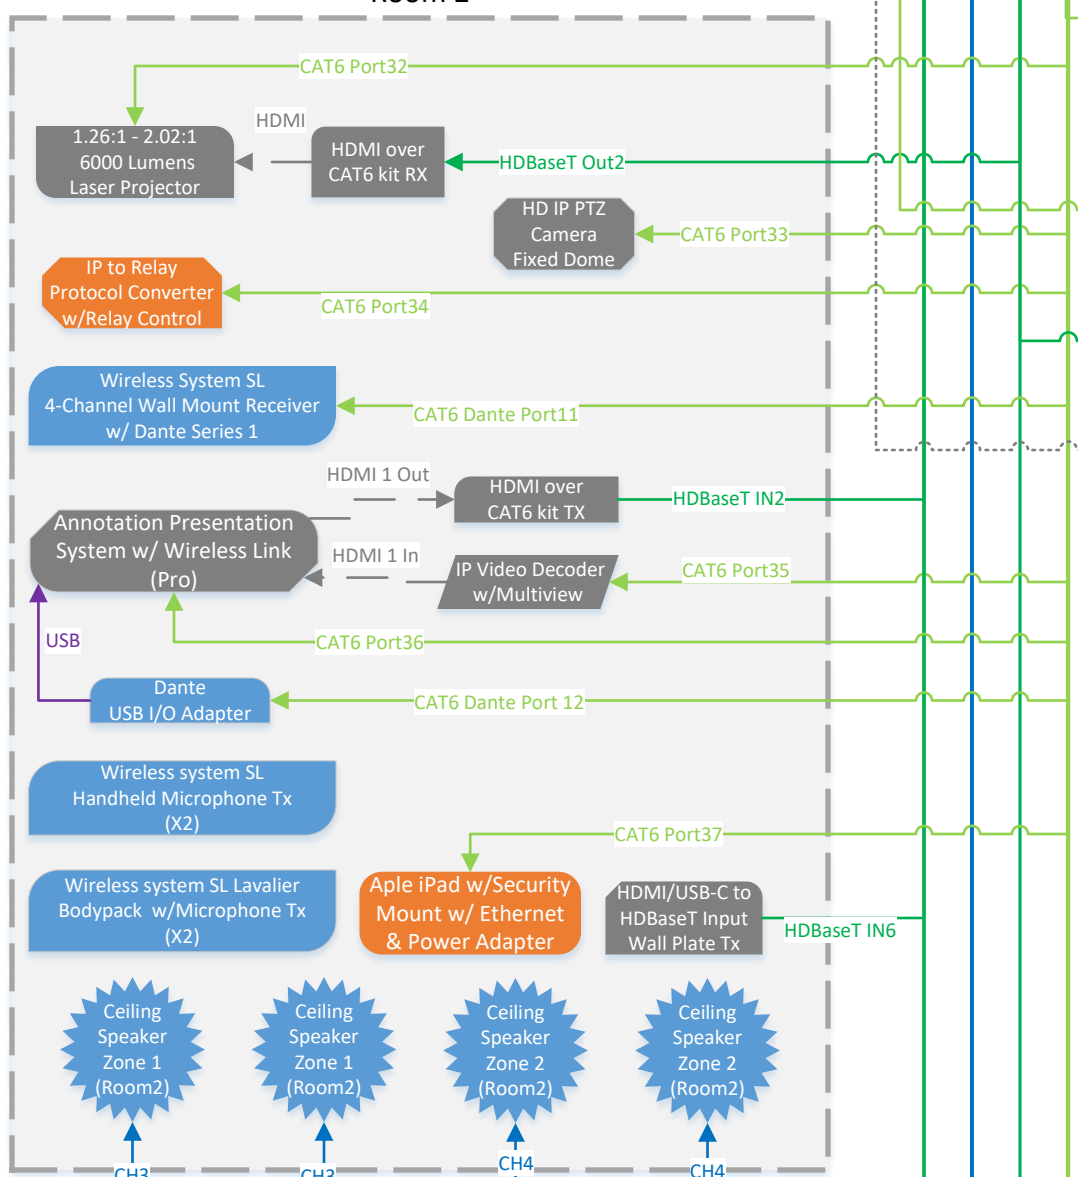 Room 2
CAT6 Port32
HDMI
1.26:1 - 2.02:1
6000 Lumens
Laser Projector
HDMI over
CAT6 kit RX
HDBaseT Out2
HD IP PTZ
Camera
Fixed Dome
CAT6 Port33
IP to Relay
Protocol Converter
w/Relay Control
CAT6 Port34
Wireless System SL
4-Channel Wall Mount Receiver
w/ Dante Series 1
CAT6 Dante Port11
HDMI 1 Out
HDMI over
CAT6 kit TX
HDBaseT IN2
Annotation Presentation
System w/ Wireless Link
(Pro)
HDMI 1 In
IP Video Decoder
w/Multiview
CAT6 Port35
USB
CAT6 Port36
Dante
USB I/O Adapter
CAT6 Dante Port 12
Wireless system SL
Handheld Microphone Tx
(X2)
CAT6 Port37
Wireless system SL Lavalier
Bodypack w/Microphone Tx
(X2)
Aple iPad w/Security
Mount w/ Ethernet
& Power Adapter
HDMI/USB-C to
HDBaseT Input
Wall Plate Tx
HDBaseT IN6
Ceiling
Speaker
Zone 1
(Room2)
Ceiling
Speaker
Zone 1
(Room2)
Ceiling
Speaker
Zone 2
(Room2)
Ceiling
Speaker
Zone 2
(Room2)
CH3
CH3
CH4
CH4